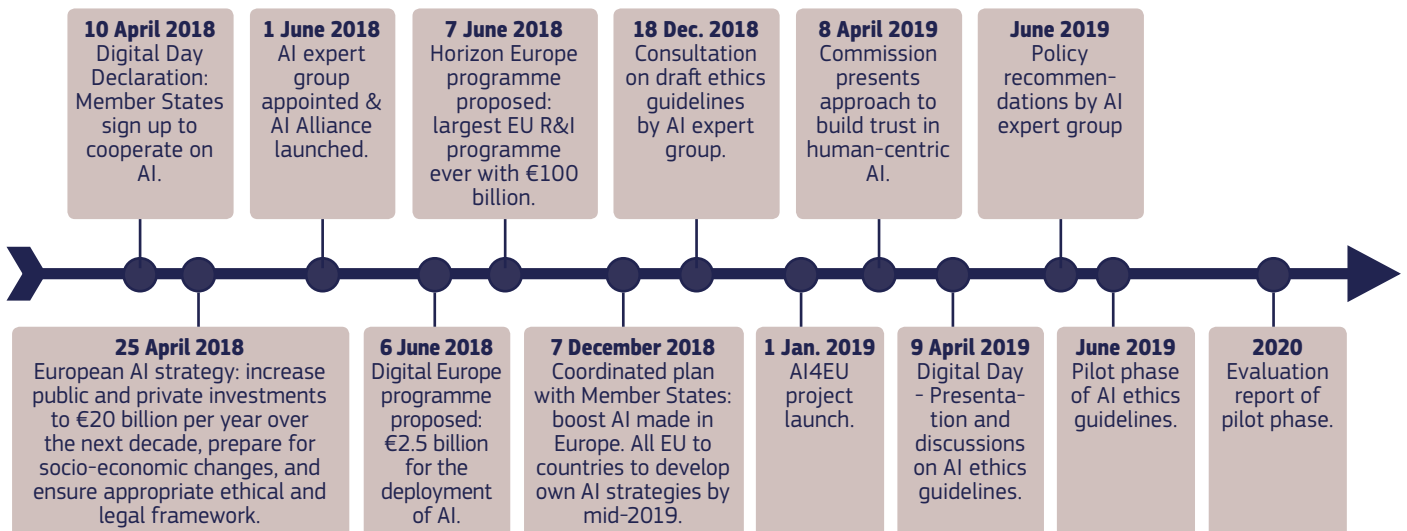 10 April 2018
Digital Day
Declaration:
Member States
sign up to
cooperate on
AI.
1 June 2018
AI expert
group
appointed &
AI Alliance
launched.
7 June 2018
Horizon Europe
programme
proposed:
largest EU R&I
programme
ever with €100
billion.
18 Dec. 2018
Consultation
on draft ethics
guidelines
by AI expert
group.
8 April 2019
Commission
presents
approach to
build trust in
human-centric
AI.
June 2019
Policy
recommen-
dations by AI
expert group
25 April 2018
European AI strategy: increase
public and private investments
to €20 billion per year over
the next decade, prepare for
socio-economic changes, and
ensure appropriate ethical and
legal framework.
6 June 2018
Digital Europe
programme
proposed:
€2.5 billion
for the
deployment
of AI.
7 December 2018
Coordinated plan
with Member States:
boost AI made in
Europe. All EU to
countries to develop
own AI strategies by
mid-2019.
1 Jan. 2019
AI4EU
project
launch.
9 April 2019
Digital Day
- Presenta-
tion and
discussions
on AI ethics
guidelines.
June 2019
Pilot phase
of AI ethics
guidelines.
2020
Evaluation
report of
pilot phase.